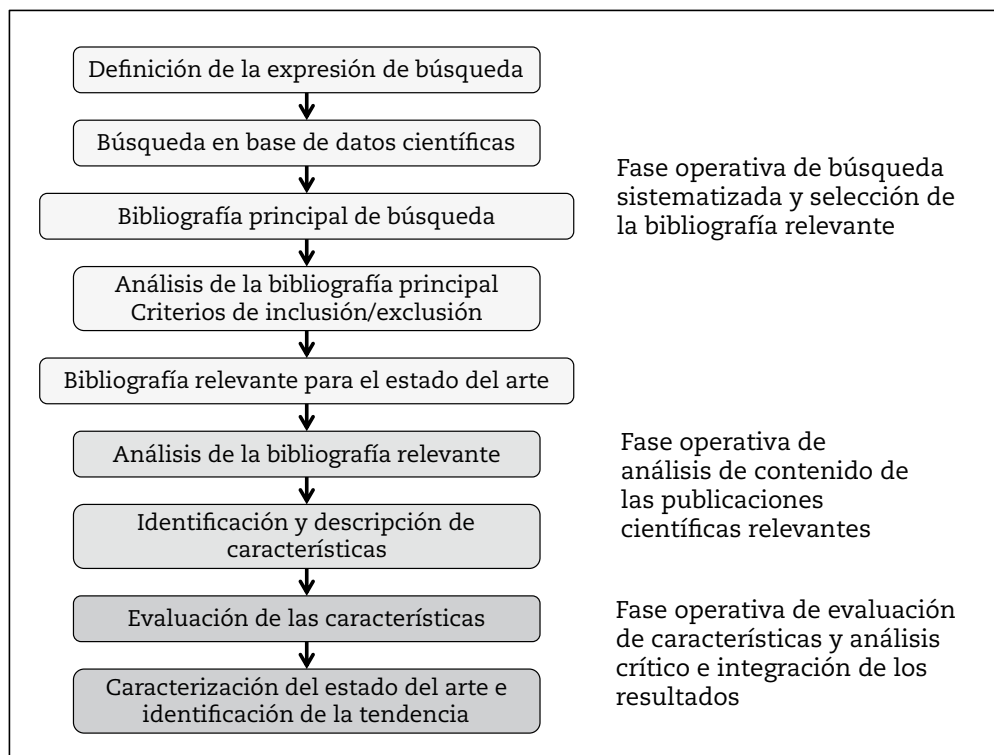 Definición de la expresión de búsqueda
Búsqueda en base de datos científicas
Bibliografía principal de búsqueda
Análisis de la bibliografía principal
Criterios de inclusión/exclusión
Bibliografía relevante para el estado del arte
Fase operativa de búsqueda
sistematizada y selección de
la bibliografía relevante
Análisis de la bibliografía relevante
Identificación y descripción de
características
Fase operativa de
análisis de contenido de
las publicaciones
científicas relevantes
Evaluación de las características
Caracterización del estado del arte e
identificación de la tendencia
Fase operativa de evaluación
de características y análisis
crítico e integración de los
resultados